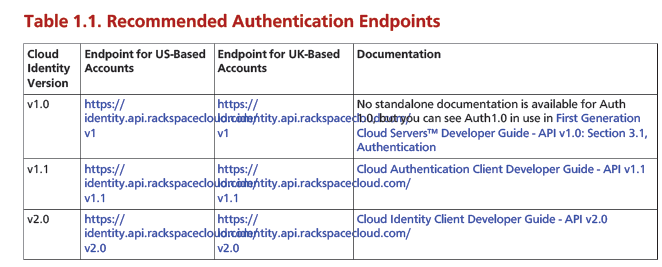 Table 1.1. Recommended Authentication Endpoints
Cloud Identity Version
Endpoint for US-Based Accounts
Endpoint for UK-Based Accounts
Documentation
v1.0
https://
identity.api.rackspacecloud.com/
v1
https://
identity.api.rackspacecloud.com/
v1
No standalone documentation is available for Auth
1.0, but you can see Auth1.0 in use in First Generation
Cloud Servers™ Developer Guide - API v1.0: Section 3.1,
Authentication
v1.1
https://
identity.api.rackspacecloud.com/
v1.1
https://
identity.api.rackspacecloud.com/
v1.1
Cloud Authentication Client Developer Guide - API v1.1
v2.0
https://
identity.api.rackspacecloud.com/
v2.0
https://
identity.api.rackspacecloud.com/
v2.0
Cloud Identity Client Developer Guide - API v2.0